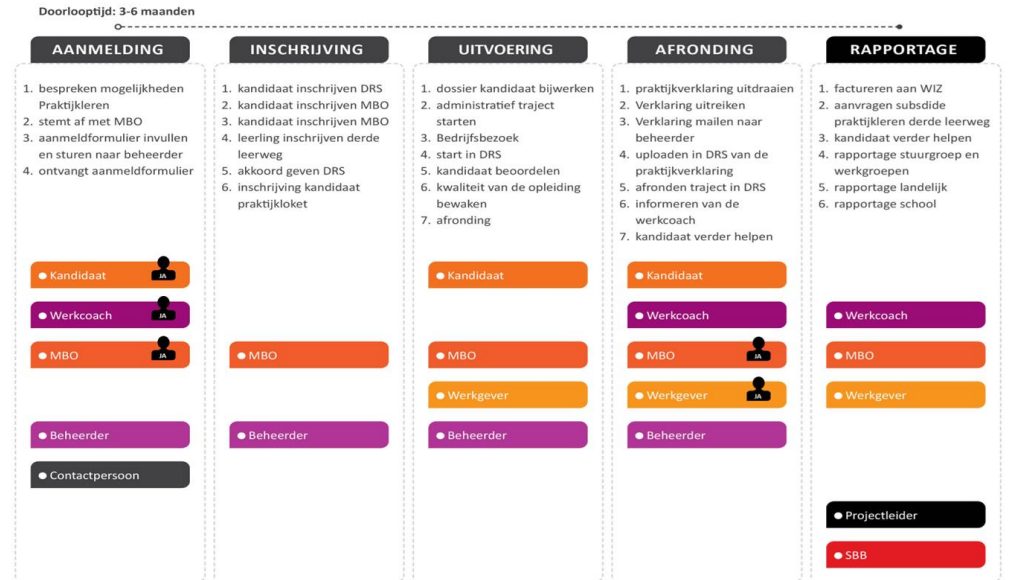 Doorlooptijd: 3-6 maanden
AANMELDING
1. bespreken mogelijkheden
Praktijkleren
2. stemt af met MBO
3. aanmeldformulier invullen
en sturen naar beheerder
4. ontvangt aanmeldformulier
Kandidaat
JA
Werkcoach
JA
MBO
JA
Beheerder
Contactpersoon
INSCHRIJVING
1. kandidaat inschrijven DRS
2. kandidaat inschrijven MBO
3. kandidaat inschrijven MBO
4. leerling inschrijven derde
leerweg
5. akkoord geven DRS
6. inschrijving kandidaat
praktijkloket
MBO
Beheerder
UITVOERING
1. dossier kandidaat bijwerken
2. administratief traject
starten
3. Bedrijfsbezoek
4. start in DRS
5. kandidaat beoordelen
6. kwaliteit van de opleiding
bewaken
7. afronding
Kandidaat
MBO
Werkgever
Beheerder
AFRONDING
1. praktijkverklaring uitdraaien
2. Verklaring uitreiken
3. Verklaring mailen naar
beheerder
4. uploaden in DRS van de
praktijkverklaring
5. afronden traject in DRS
6. informeren van de
werkcoach
7. kandidaat verder helpen
Kandidaat
Werkcoach
MBO
JA
Werkgever
JA
Beheerder
RAPPORTAGE
1. factureren aan WIZ
2. aanvragen subsdide
praktijkleren derde leerweg
3. kandidaat verder helpen
4. rapportage stuurgroep en
werkgroepen
5. rapportage landelijk
6. rapportage school
Werkcoach
MBO
Werkgever
Projectleider
SBB